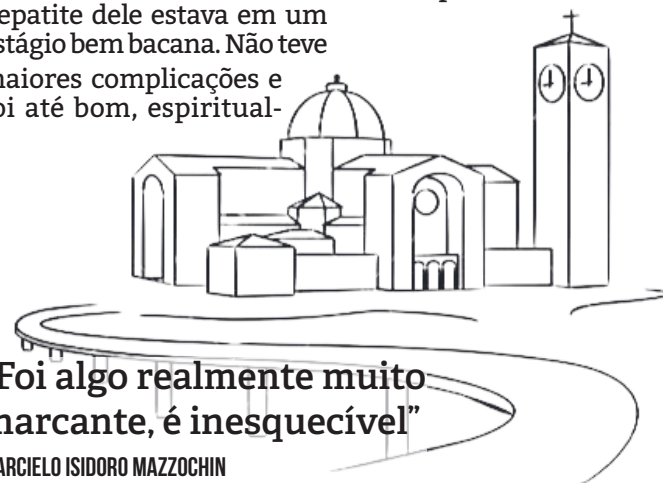 epatite dele estava em um
stágio bem bacana. Não teve
naiores complicações e
oi até bom, espiritual-
Foi algo realmente muito
narcante, é inesquecível”
ARCIELO ISIDORO MAZZOCHIN